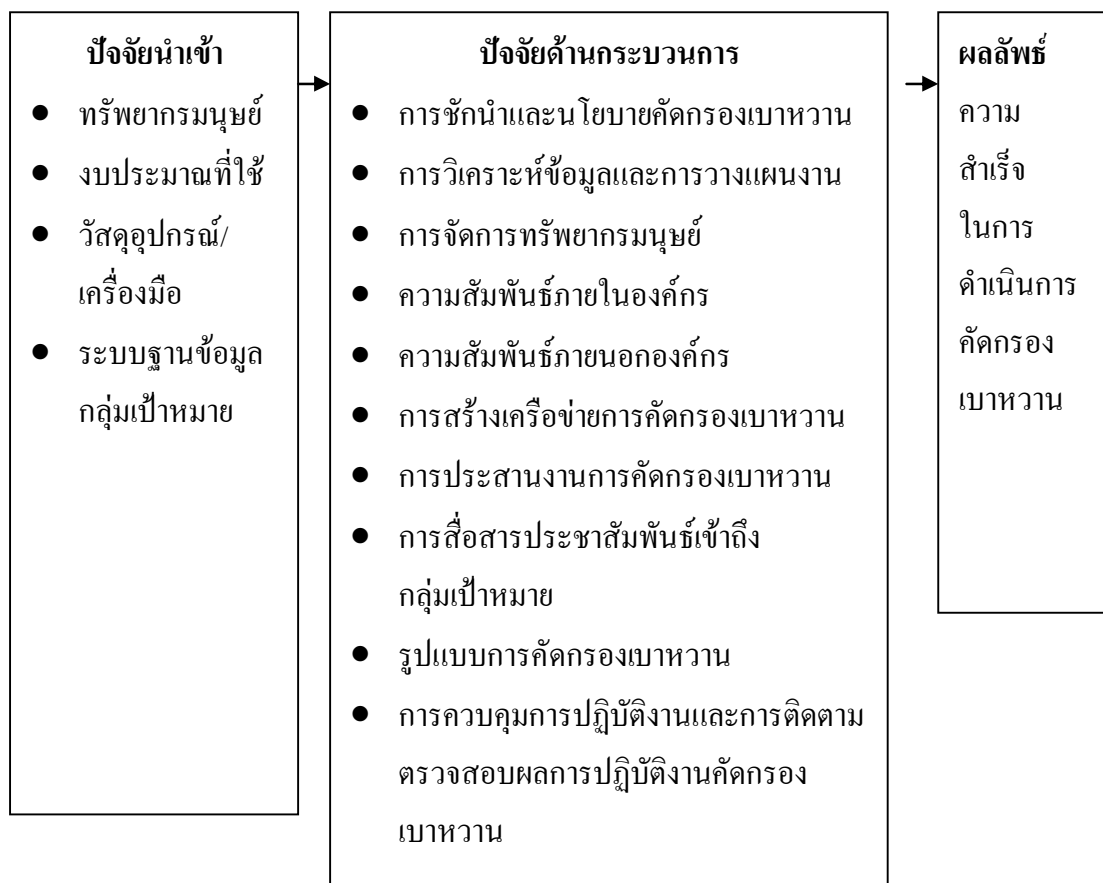 ปัจจัยนำเข้า
● ทรัพยากรมนุษย์
● งบประมาณที่ใช้
● วัสดุอุปกรณ์/
เครื่องมือ
● ระบบฐานข้อมูล
กลุ่มเป้าหมาย
ปัจจัยด้านกระบวนการ
● การชักนำและนโยบายคัดกรองเบาหวาน
● การวิเคราะห์ข้อมูลและการวางแผนงาน
● การจัดการทรัพยากรมนุษย์
● ความสัมพันธ์ภายในองค์กร
● ความสัมพันธ์ภายนอกองค์กร
● การสร้างเครือข่ายการคัดกรองเบาหวาน
● การประสานงานการคัดกรองเบาหวาน
● การสื่อสารประชาสัมพันธ์เข้าถึง
กลุ่มเป้าหมาย
● รูปแบบการคัดกรองเบาหวาน
● การควบคุมการปฏิบัติงานและการติดตาม
ตรวจสอบผลการปฏิบัติงานคัดกรอง
เบาหวาน
ผลลัพธ์
ความ
สำเร็จ
ในการ
ดำเนินการ
คัดกรอง
เบาหวาน